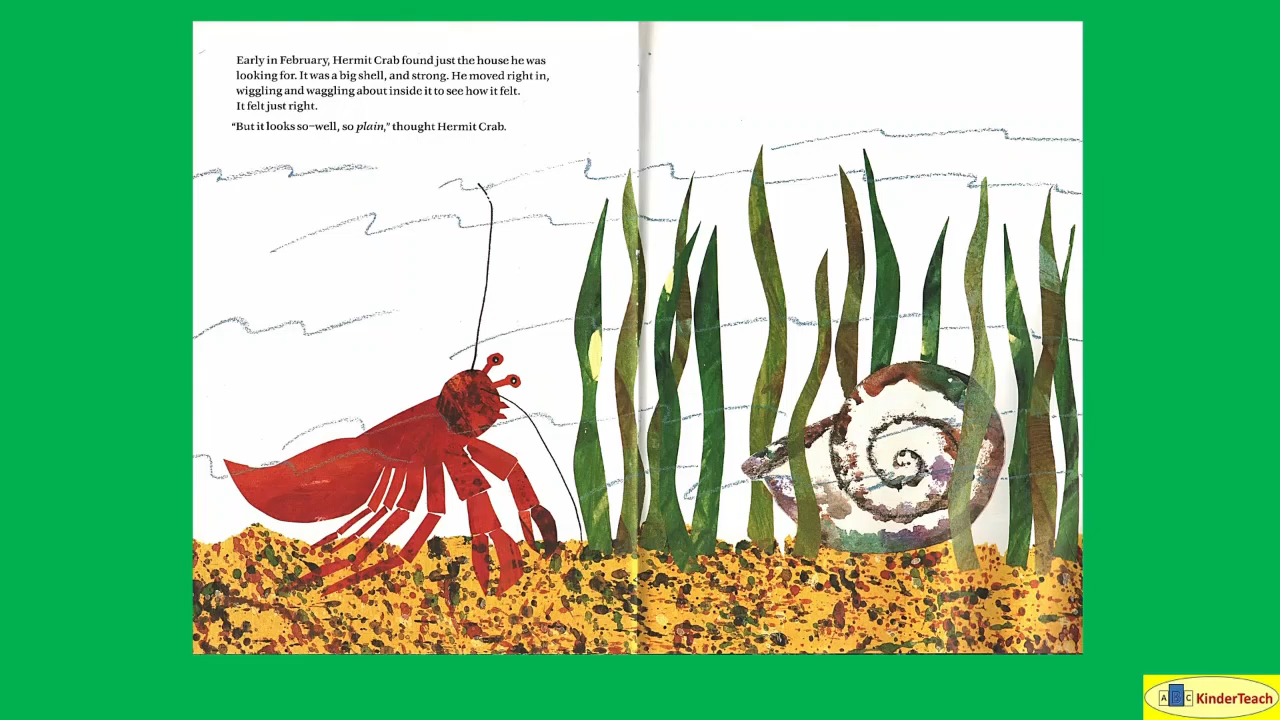 Early in February, Hermit Crab found just the house he was
looking for. It was a big shell, and strong. He moved right in,
wiggling and waggling about inside it to see how it felt.
It felt just right.
“But it looks so—well, so plain,” thought Hermit Crab.
ABC KinderTeach